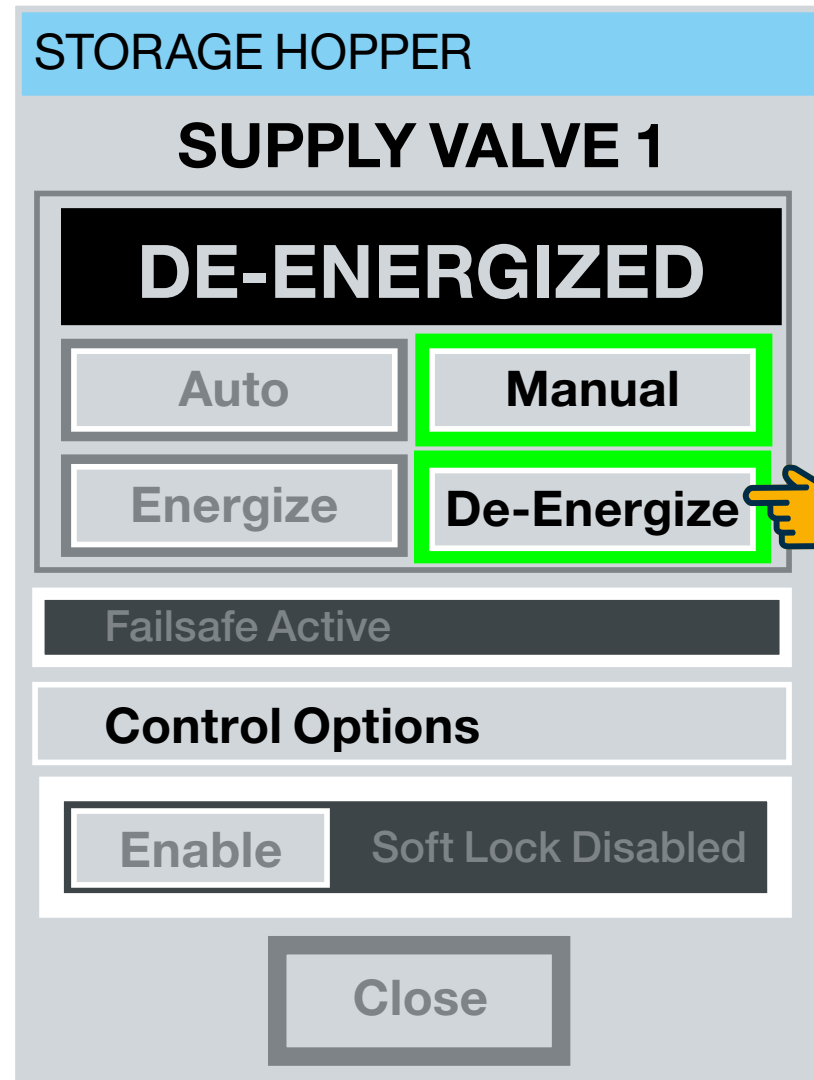 STORAGE HOPPER
SUPPLY VALVE 1
DE-ENERGIZED
Auto
Manual
Energize
De-Energize
Failsafe Active
Control Options
Enable
Soft Lock Disabled
Close